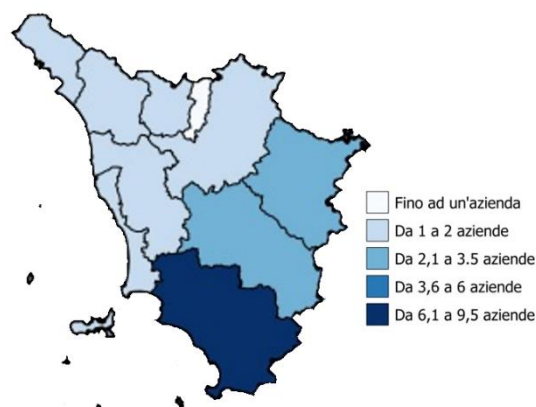 Fino ad un'azienda
Da 1 a 2 aziende
Da 2,1 a 3.5 aziende
Da 3,6 a 6 aziende
Da 6,1 a 9,5 aziende